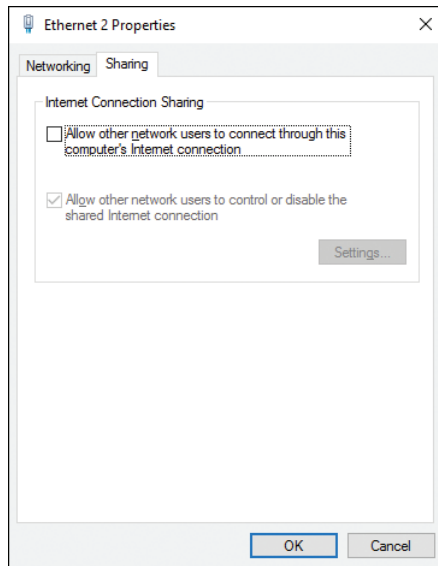 Ethernet 2 Properties
Networking
Sharing
Internet Connection Sharing
Allow other network users to connect through this
computer's Internet connection
Allow other network users to control or disable the
shared Internet connection
Settings...
OK
Cancel